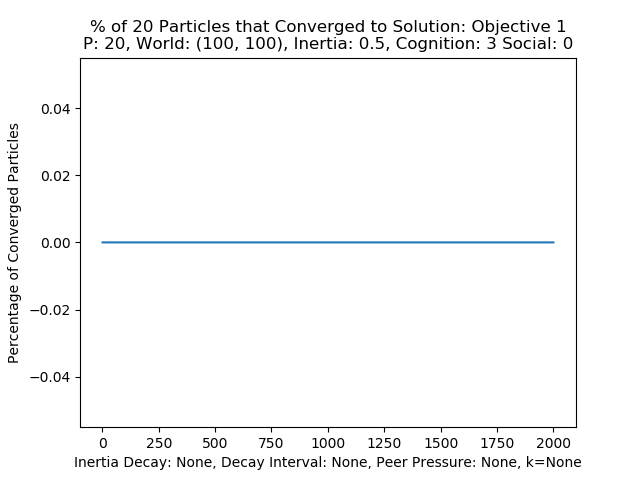 % of 20 Particles that Converged to Solution: Objective 1
P: 20, World: (100, 100), Inertia: 0.5, Cognition: 3 Social: 0
Percentage of Converged Particles
0.04
0.02
0.00
−0.02
−0.04
0 250 500 750 1000 1250 1500 1750 2000
Inertia Decay: None, Decay Interval: None, Peer Pressure: None, k=None